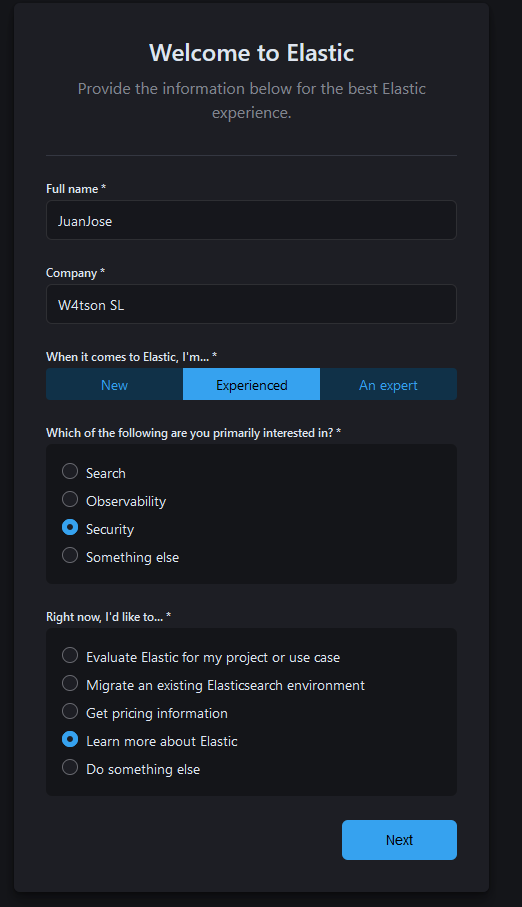 Welcome to Elastic
Provide the information below for the best Elastic
experience.
Full name *
JuanJose
Company *
W4tson SL
When it comes to Elastic, I'm... *
New
Experienced
An expert
Which of the following are you primarily interested in? *
Search
Observability
Security
Something else
Right now, I'd like to... *
Evaluate Elastic for my project or use case
Migrate an existing Elasticsearch environment
Get pricing information
Learn more about Elastic
Do something else
Next